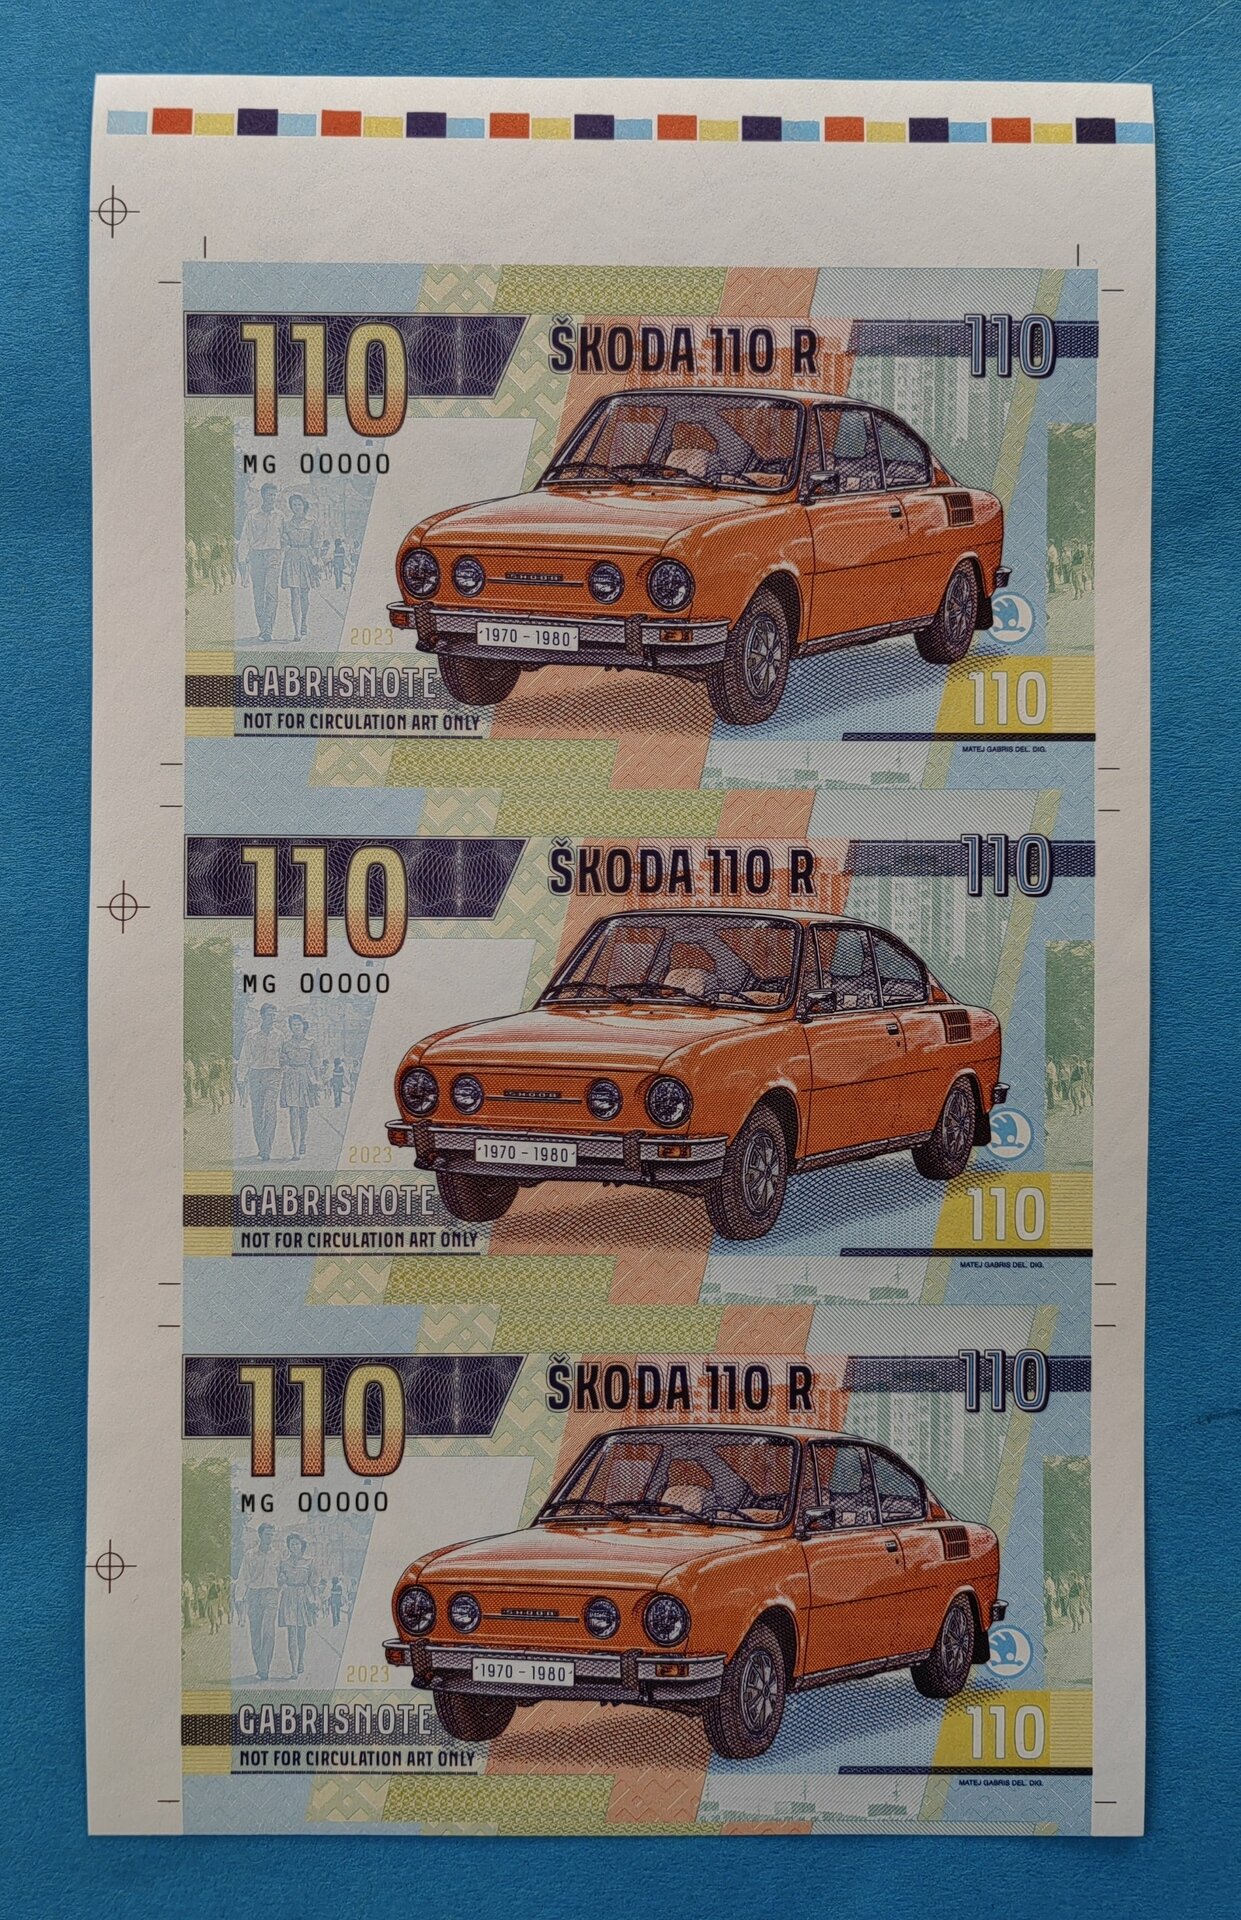 110 ŠKODA 110 R 110
MG 00000
SKODA
2023
1970 - 1980
GABRISNOTE 110
NOT FOR CIRCULATION ART ONLY
MATEJ GABRIS DEL. DIG.
110 ŠKODA 110 R 110
MG 00000
SKODA
2023
1970 - 1980
GABRISNOTE 110
NOT FOR CIRCULATION ART ONLY
MATEJ GABRIS DEL. DIG.
110 ŠKODA 110 R 110
MG 00000
SKODA
2023
1970 - 1980
GABRISNOTE 110
NOT FOR CIRCULATION ART ONLY
MATEJ GABRIS DEL. DIG.